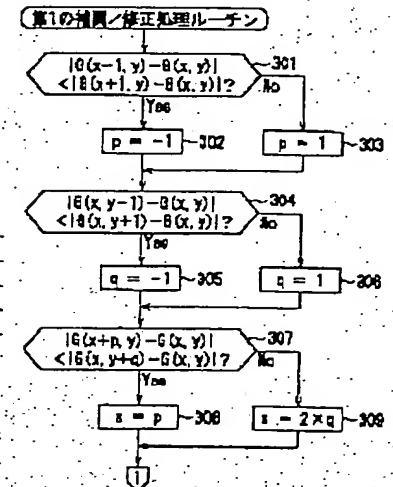 第1の補間/修正処理ルーチン
|G(x-1, y)-G(x, y)|
<|G(x+1, y)-G(x, y)|?
301
Yes
No
p = -1
302
p = 1
303
|G(x, y-1)-G(x, y)|
<|G(x, y+1)-G(x, y)|?
304
Yes
No
q = -1
305
q = 1
306
|G(x+p, y)-G(x, y)|
<|G(x, y+q)-G(x, y)|?
307
Yes
No
s = p
308
s = 2×q
309
1